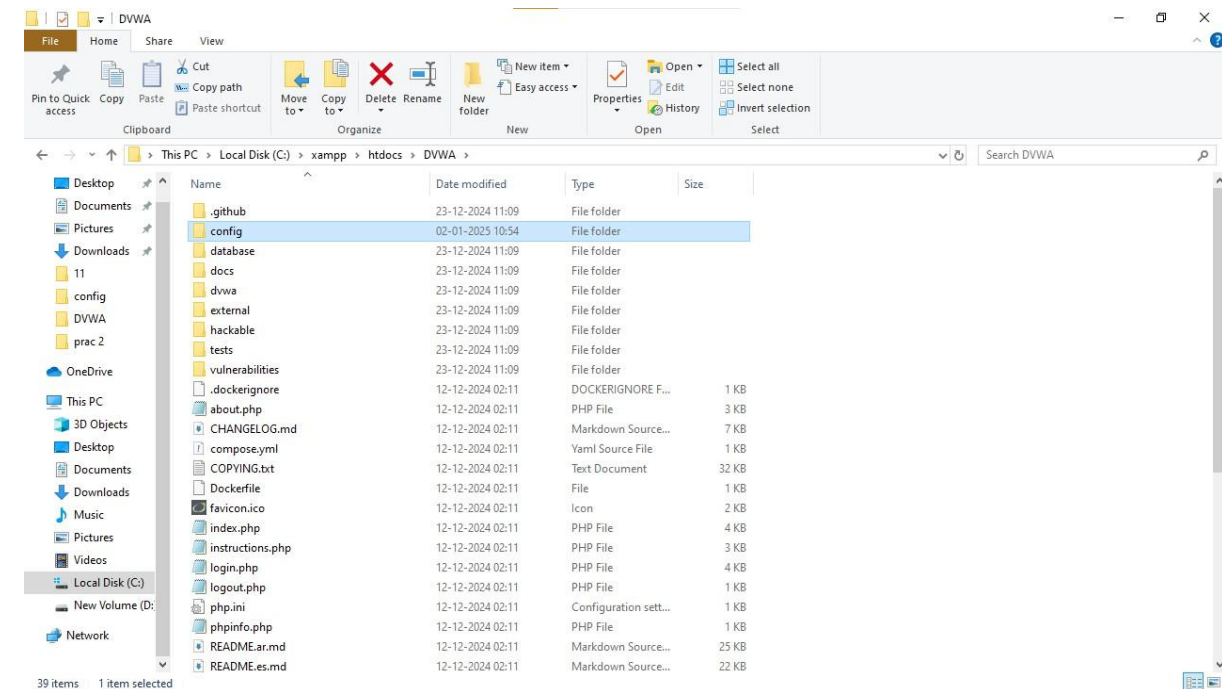 DVWA
File Home Share View
Pin to Quick access
Copy
Paste
Cut
Copy path
Paste shortcut
Clipboard
Move to
Copy to
Delete
Rename
Organize
New folder
New item
Easy access
New
Properties
Open
Edit
History
Open
Select all
Select none
Invert selection
Select
This PC > Local Disk (C:) > xampp > htdocs > DVWA >
Search DVWA
Desktop
Documents
Pictures
Downloads
11
config
DVWA
prac 2
OneDrive
This PC
3D Objects
Desktop
Documents
Downloads
Music
Pictures
Videos
Local Disk (C:)
New Volume (D:
Network
Name Date modified Type Size
.github 23-12-2024 11:09 File folder
config 02-01-2025 10:54 File folder
database 23-12-2024 11:09 File folder
docs 23-12-2024 11:09 File folder
dvwa 23-12-2024 11:09 File folder
external 23-12-2024 11:09 File folder
hackable 23-12-2024 11:09 File folder
tests 23-12-2024 11:09 File folder
vulnerabilities 23-12-2024 11:09 File folder
.dockerignore 12-12-2024 02:11 DOCKERIGNORE F... 1 KB
about.php 12-12-2024 02:11 PHP File 3 KB
CHANGELOG.md 12-12-2024 02:11 Markdown Source... 7 KB
compose.yml 12-12-2024 02:11 Yaml Source File 1 KB
COPYING.txt 12-12-2024 02:11 Text Document 32 KB
Dockerfile 12-12-2024 02:11 File 1 KB
favicon.ico 12-12-2024 02:11 Icon 2 KB
index.php 12-12-2024 02:11 PHP File 4 KB
instructions.php 12-12-2024 02:11 PHP File 3 KB
login.php 12-12-2024 02:11 PHP File 4 KB
logout.php 12-12-2024 02:11 PHP File 1 KB
php.ini 12-12-2024 02:11 Configuration sett... 1 KB
phpinfo.php 12-12-2024 02:11 PHP File 1 KB
README.ar.md 12-12-2024 02:11 Markdown Source... 25 KB
README.es.md 12-12-2024 02:11 Markdown Source... 22 KB
39 items 1 item selected